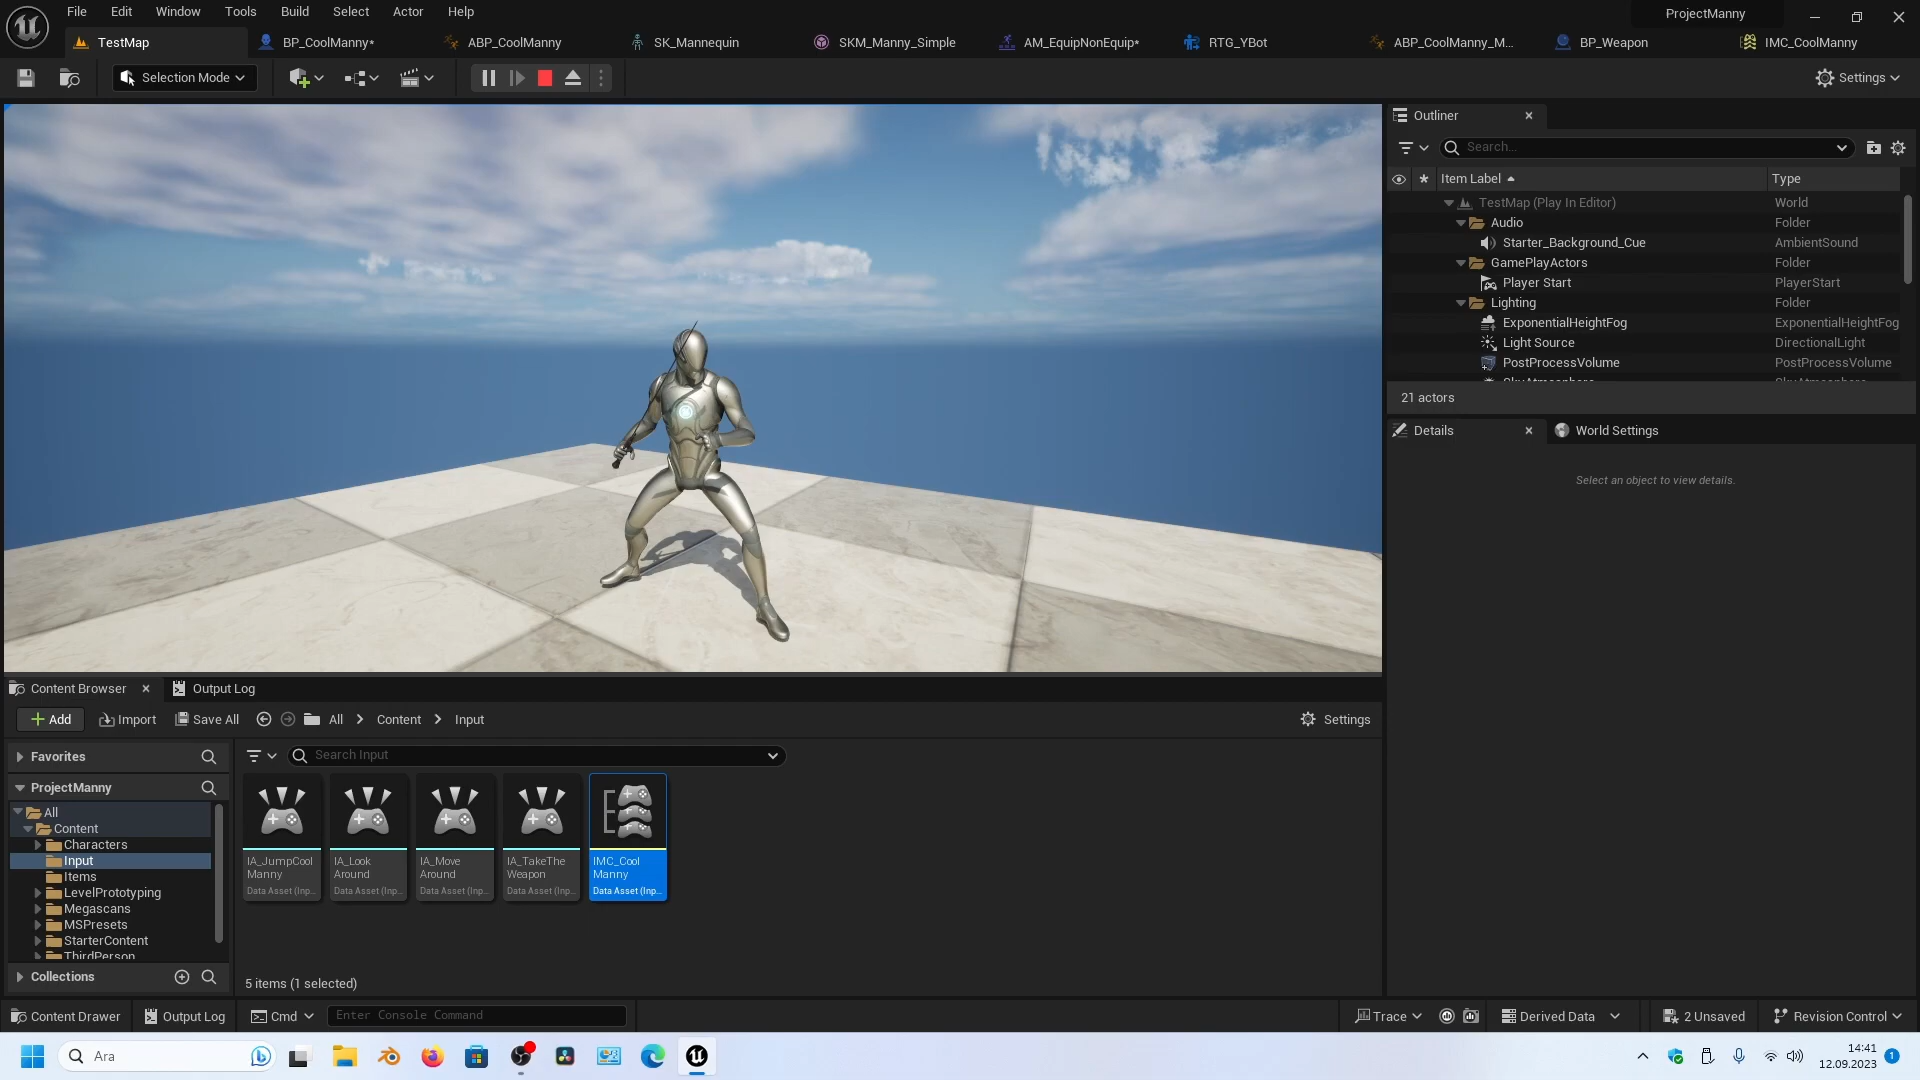 File Edit Window Tools Build Select Actor Help
ProjectManny
TestMap
BP_CoolManny*
ABP_CoolManny
SK_Mannequin
SKM_Manny_Simple
AM_EquipNonEquip*
RTG_YBot
ABP_CoolManny_M...
BP_Weapon
IMC_CoolManny
Selection Mode
Settings
Outliner
Search...
Item Label Type
TestMap (Play In Editor) World
Audio Folder
Starter_Background_Cue AmbientSound
GamePlayActors Folder
Player Start PlayerStart
Lighting Folder
ExponentialHeightFog ExponentialHeightFog
Light Source DirectionalLight
PostProcessVolume PostProcessVolume
SkyAtmosphere SkyAtmosphere
21 actors
Details World Settings
Select an object to view details.
Content Browser Output Log
Add Import Save All All Content Input Settings
Favorites
Search Input
ProjectManny
All
Content
Characters
Input
Items
LevelPrototyping
Megascans
MSPresets
StarterContent
ThirdPerson
Collections
IA_JumpCool
Manny
Data Asset (Inp...
IA_Look
Around
Data Asset (Inp...
IA_Move
Around
Data Asset (Inp...
IA_TakeThe
Weapon
Data Asset (Inp...
IMC_Cool
Manny
Data Asset (Inp...
5 items (1 selected)
Content Drawer Output Log Cmd Enter Console Command Trace Derived Data 2 Unsaved Revision Control
Ara
14:41
12.09.2023
1